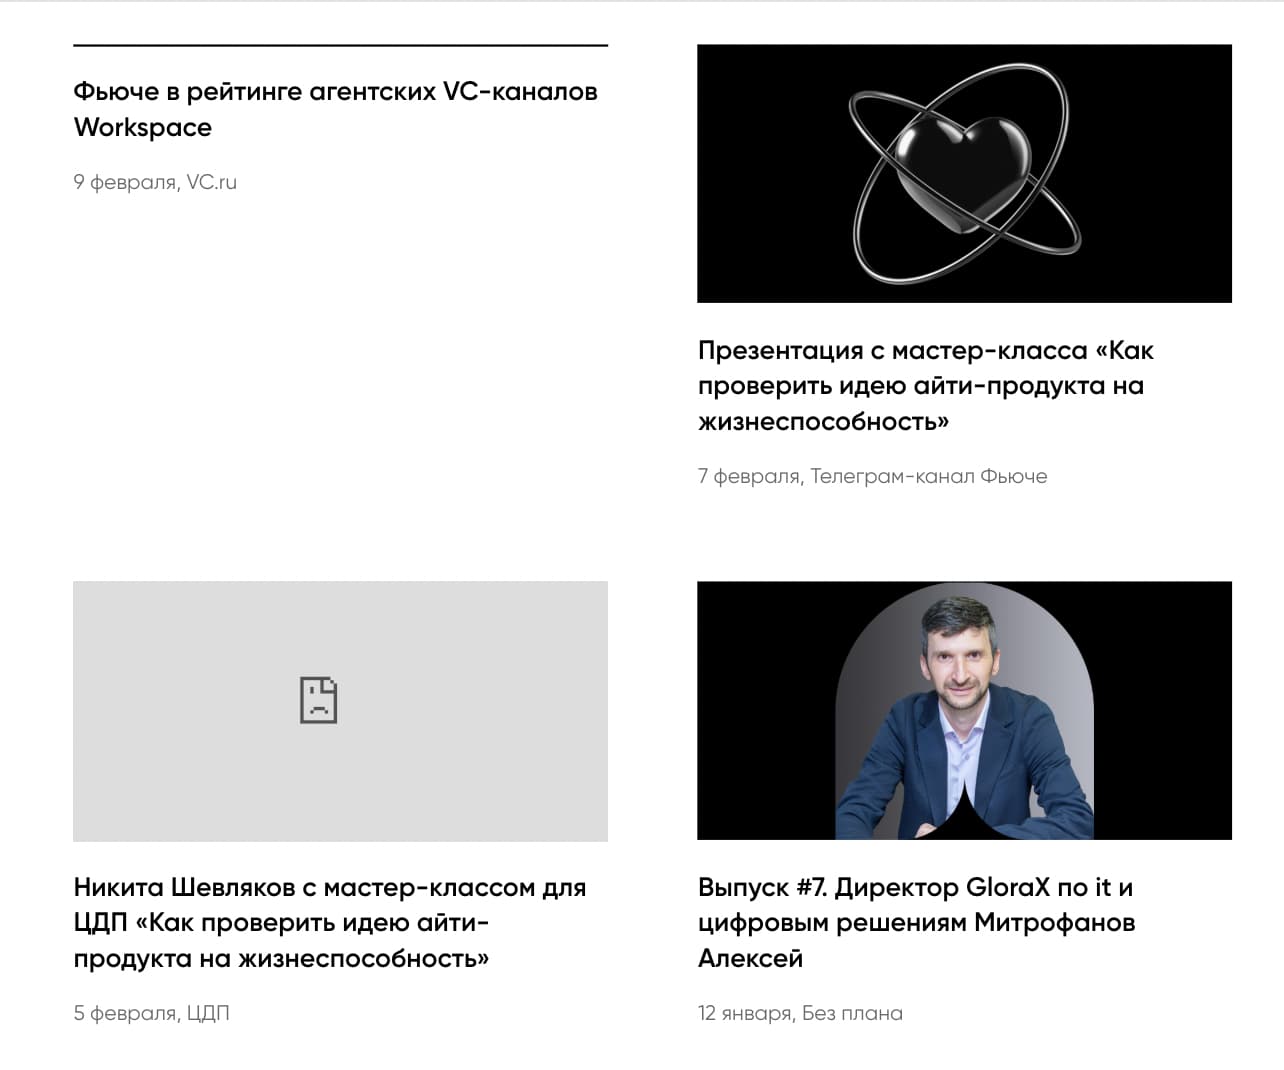 Фьюче в рейтинге агентских VC-каналов
Workspace
9 февраля, VC.ru
Презентация с мастер-класса «Как
проверить идею айти-продукта на
жизнеспособность»
7 февраля, Телеграм-канал Фьюче
Никита Шевляков с мастер-классом для
ЦДП «Как проверить идею айти-
продукта на жизнеспособность»
5 февраля, ЦДП
Выпуск #7. Директор GloraX по it и
цифровым решениям Митрофанов
Алексей
12 января, Без плана